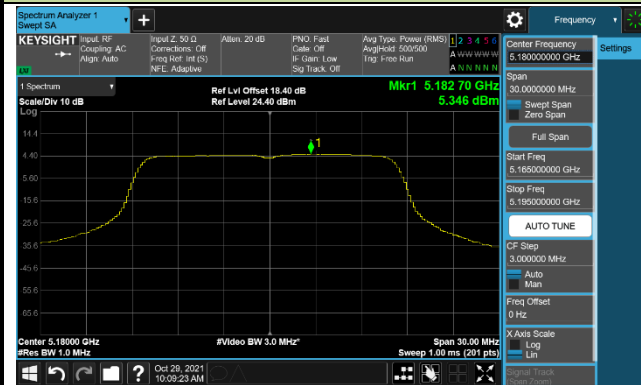 Spectrum Analyzer 1
Swept SA
+
Frequency
KEYSIGHT
Input: RF
Coupling: AC
Align: Auto
Input Z: 50 Ω
Corrections: Off
Freq Ref: Int (S)
NFE: Adaptive
Atten: 20 dB
PNO: Fast
Gate: Off
IF Gain: Low
Sig Track: Off
Avg Type: Power (RMS)
Avg|Hold: 500/500
Trig: Free Run
1 2 3 4 5 6
A W W W W W
A N N N N N
1 Spectrum
Scale/Div 10 dB
Log
Ref Lvl Offset 18.40 dB
Ref Level 24.40 dBm
Mkr1 5.182 70 GHz
5.346 dBm
14.4
4.40
-5.60
-15.6
-25.6
-35.6
-45.6
-55.6
-65.6
1
Center 5.18000 GHz
#Res BW 1.0 MHz
#Video BW 3.0 MHz*
Span 30.00 MHz
Sweep 1.00 ms (201 pts)
Center Frequency
5.180000000 GHz
Settings
Span
30.0000000 MHz
Swept Span
Zero Span
Full Span
Start Freq
5.165000000 GHz
Stop Freq
5.195000000 GHz
AUTO TUNE
CF Step
3.000000 MHz
Auto
Man
Freq Offset
0 Hz
X Axis Scale
Log
Lin
Signal Track
(Span Zoom)
?
Oct 29, 2021
10:09:23 AM